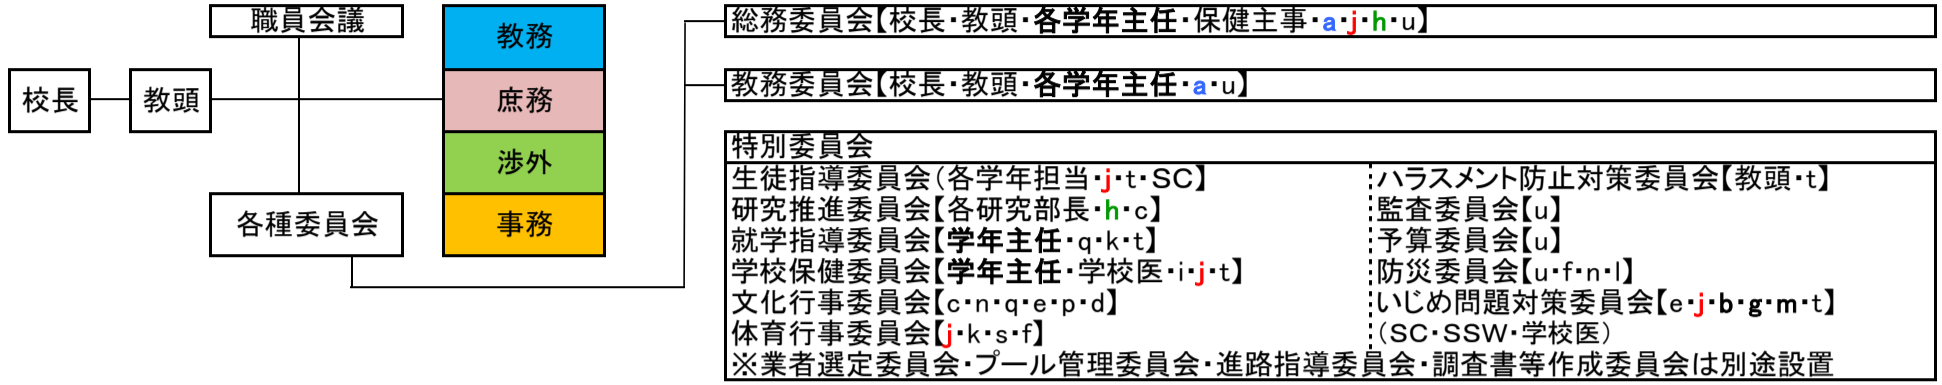 職員会議
校長
教頭
各種委員会
教務
庶務
渉外
事務
総務委員会【校長・教頭・各学年主任・保健主事・a・j・h・u】
教務委員会【校長・教頭・各学年主任・a・u】
特別委員会
生徒指導委員会（各学年担当・j・t・SC】
研究推進委員会【各研究部長・h・c】
就学指導委員会【学年主任・q・k・t】
学校保健委員会【学年主任・学校医・i・j・t】
文化行事委員会【c・n・q・e・p・d】
体育行事委員会【j・k・s・f】
ハラスメント防止対策委員会【教頭・t】
監査委員会【u】
予算委員会【u】
防災委員会【u・f・n・l】
いじめ問題対策委員会【e・j・b・g・m・t】
（SC・SSW・学校医）
※業者選定委員会・プール管理委員会・進路指導委員会・調査書等作成委員会は別途設置